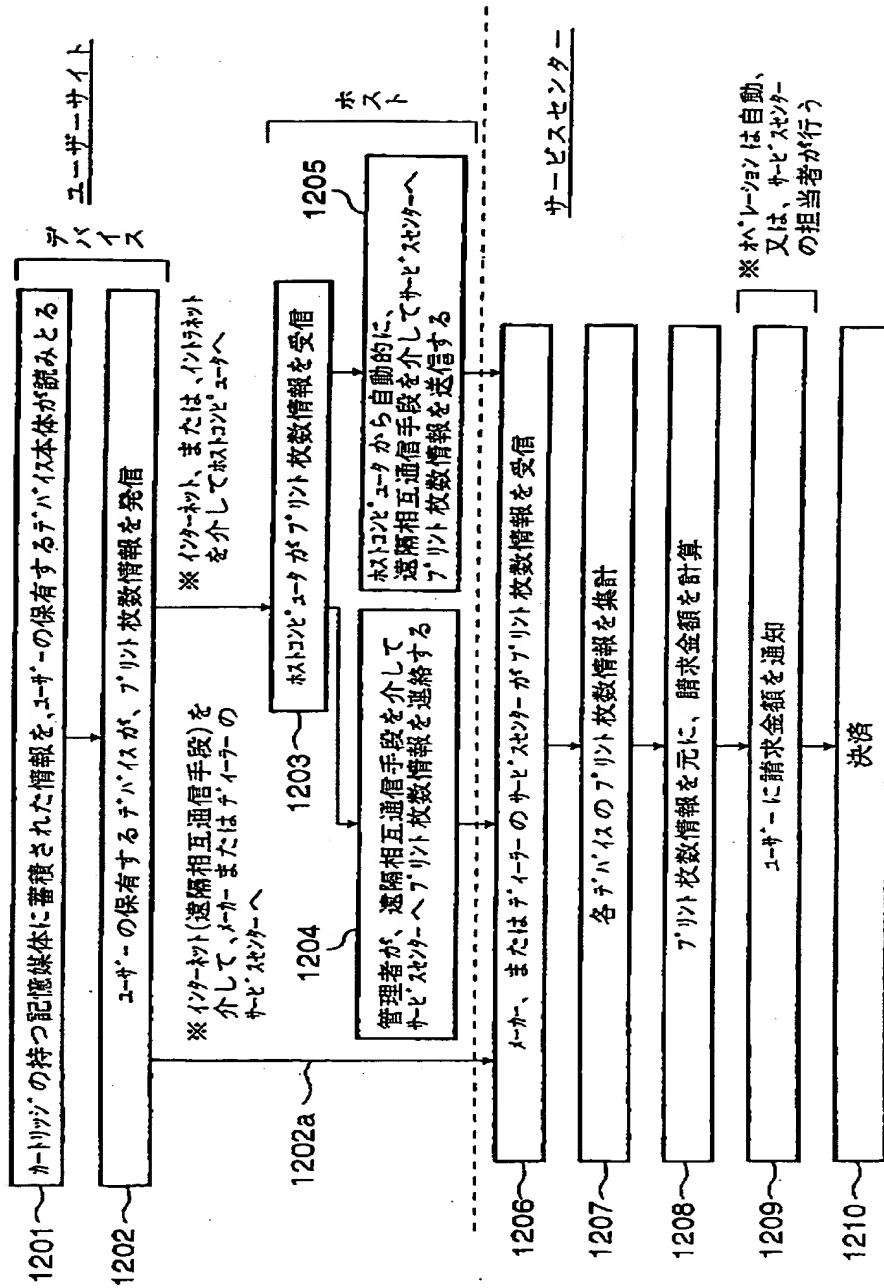 ユーザーサイト
デバイス
1201
カートリッジの持つ記憶媒体に蓄積された情報を、ユーザーの保有するデバイス本体が読みとる
1202
ユーザーの保有するデバイスが、プリント枚数情報を発信
※インターネット(遠隔相互通信手段)を
介して、メーカーまたはディーラーの
サービスセンターへ
※インターネット、または、イントラネット
を介してホストコンピュータへ
1202a
ホスト
1203
ホストコンピュータがプリント枚数情報を受信
1204
管理者が、遠隔相互通信手段を介して
サービスセンターへプリント枚数情報を連絡する
1205
ホストコンピュータから自動的に、
遠隔相互通信手段を介してサービスセンターへ
プリント枚数情報を送信する
サービスセンター
1206
メーカー、またはディーラーのサービスセンターがプリント枚数情報を受信
1207
各デバイスのプリント枚数情報を集計
1208
プリント枚数情報を元に、請求金額を計算
1209
ユーザーに請求金額を通知
※オペレーションは自動、
又は、サービスセンター
の担当者が行う
1210
決済